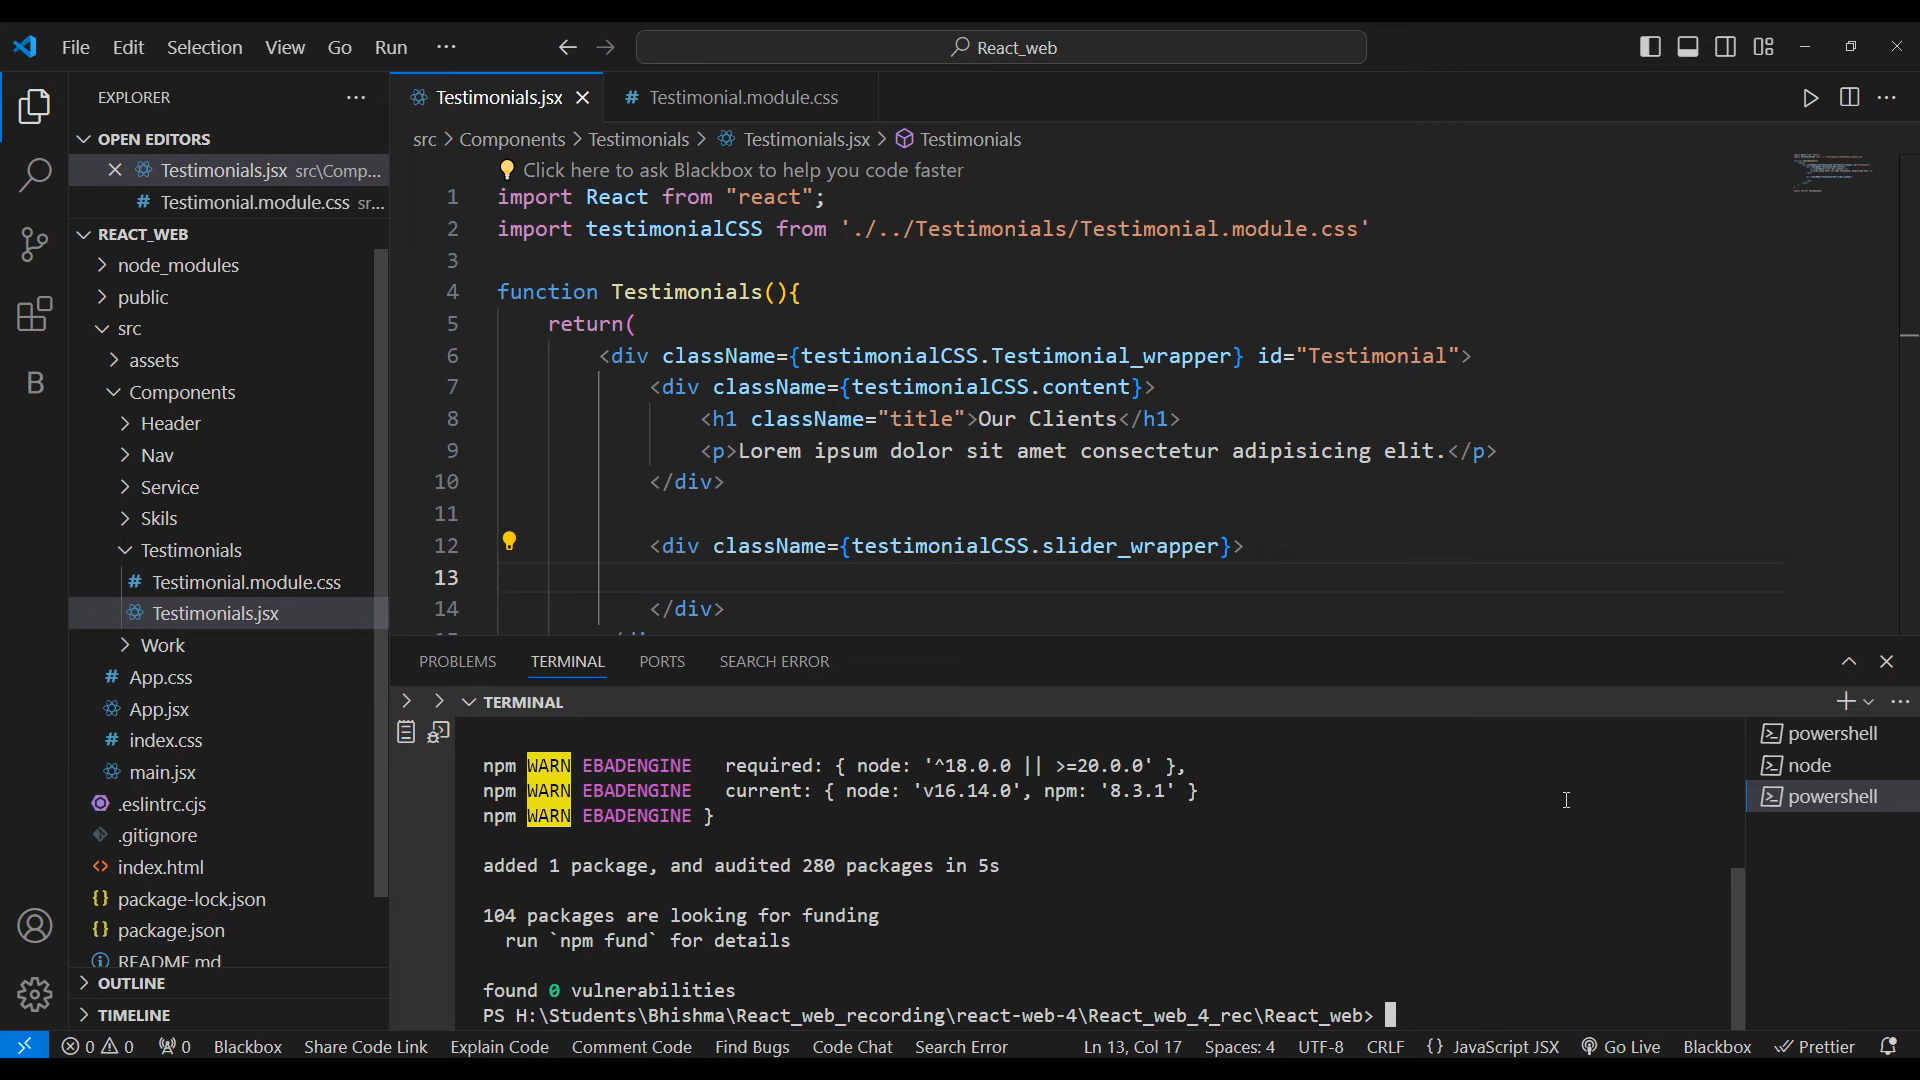 File Edit Selection View Go Run ··· React_web
EXPLORER ···
OPEN EDITORS
Testimonials.jsx src\Comp...
Testimonial.module.css sr...
REACT_WEB
node_modules
public
src
assets
Components
Header
Nav
Service
Skils
Testimonials
Testimonial.module.css
Testimonials.jsx
Work
App.css
App.jsx
index.css
main.jsx
.eslintrc.cjs
.gitignore
index.html
package-lock.json
package.json
README.md
OUTLINE
TIMELINE
Testimonials.jsx Testimonial.module.css
src > Components > Testimonials > Testimonials.jsx > Testimonials
Click here to ask Blackbox to help you code faster
1 import React from "react";
2 import testimonialCSS from './../Testimonials/Testimonial.module.css'
3
4 function Testimonials(){
5 return(
6 <div className={testimonialCSS.Testimonial_wrapper} id="Testimonial">
7 <div className={testimonialCSS.content}>
8 <h1 className="title">Our Clients</h1>
9 <p>Lorem ipsum dolor sit amet consectetur adipisicing elit.</p>
10 </div>
11
12 <div className={testimonialCSS.slider_wrapper}>
13
14 </div>
PROBLEMS TERMINAL PORTS SEARCH ERROR
TERMINAL
npm WARN EBADENGINE required: { node: '^18.0.0 || >=20.0.0' },
npm WARN EBADENGINE current: { node: 'v16.14.0', npm: '8.3.1' }
npm WARN EBADENGINE }
added 1 package, and audited 280 packages in 5s
104 packages are looking for funding
run `npm fund` for details
found 0 vulnerabilities
PS H:\Students\Bhishma\React_web_recording\react-web-4\React_web_4_rec\React_web>
powershell
node
powershell
0 0 0 Blackbox Share Code Link Explain Code Comment Code Find Bugs Code Chat Search Error Ln 13, Col 17 Spaces: 4 UTF-8 CRLF {} JavaScript JSX Go Live Blackbox Prettier